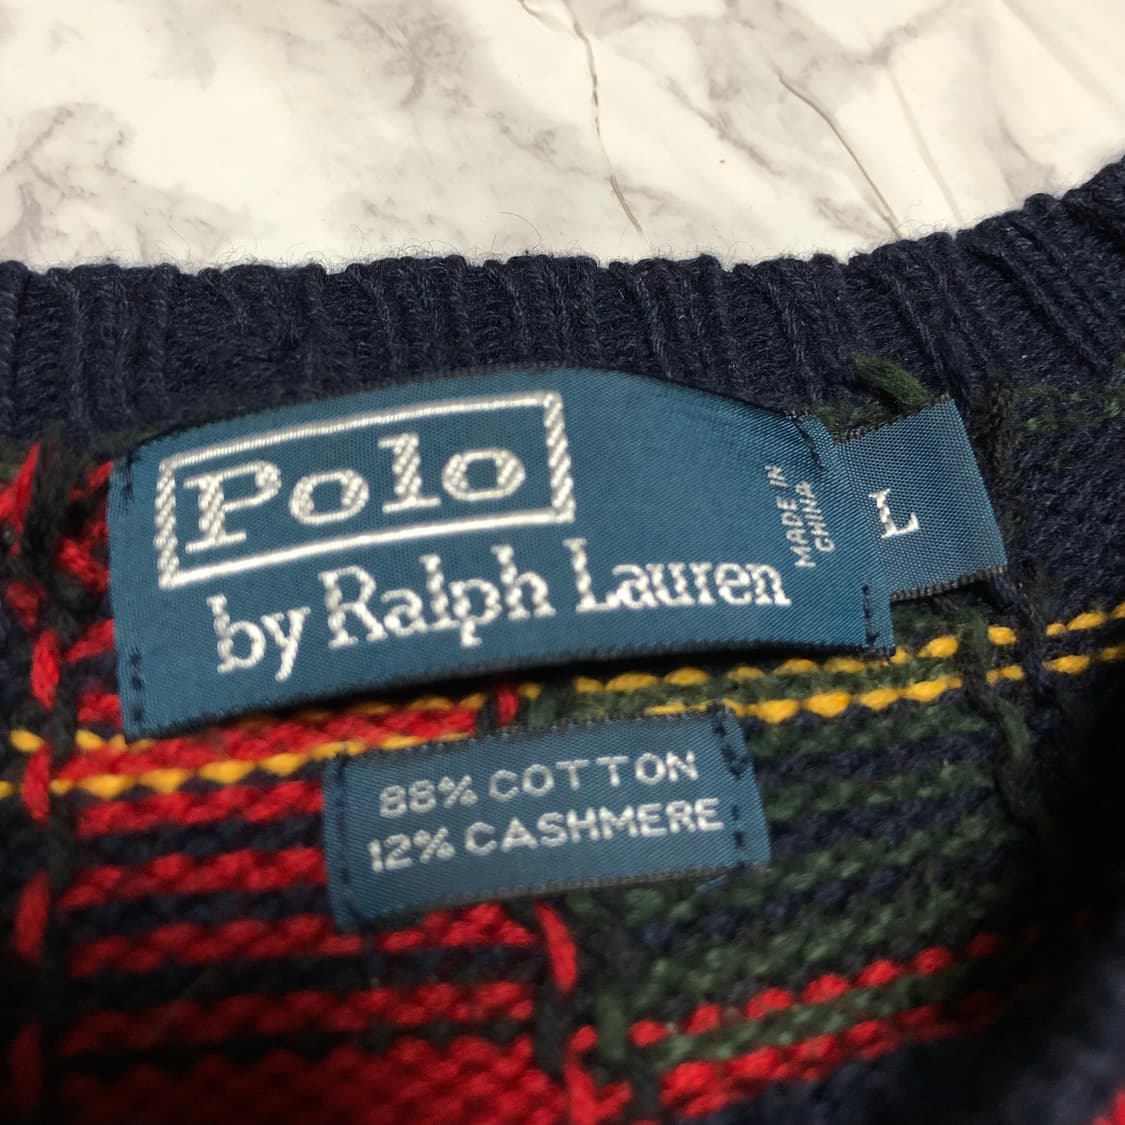 Polo
by Ralph Lauren
MADE IN
CHINA
L
88% COTTON
12% CASHMERE